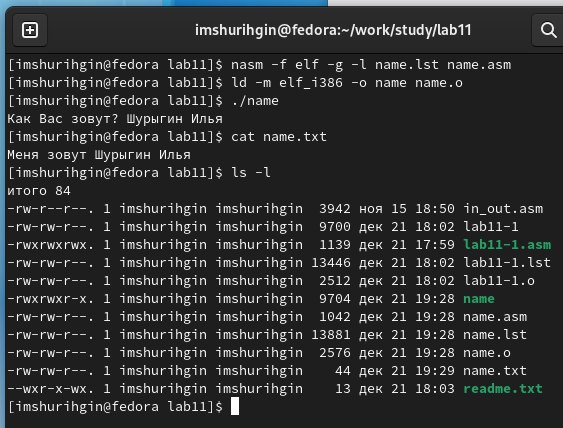 imshurihgin@fedora:~/work/study/lab11
[imshurihgin@fedora lab11]$ nasm -f elf -g -l name.lst name.asm
[imshurihgin@fedora lab11]$ ld -m elf_i386 -o name name.o
[imshurihgin@fedora lab11]$ ./name
Как Вас зовут? Шурыгин Илья
[imshurihgin@fedora lab11]$ cat name.txt
Меня зовут Шурыгин Илья
[imshurihgin@fedora lab11]$ ls -l
итого 84
-rw-r--r--. 1 imshurihgin imshurihgin  3942 ноя 15 18:50 in_out.asm
-rw-rw-r--. 1 imshurihgin imshurihgin  9700 дек 21 18:02 lab11-1
-rwxrwxrwx. 1 imshurihgin imshurihgin  1139 дек 21 17:59 lab11-1.asm
-rw-rw-r--. 1 imshurihgin imshurihgin 13446 дек 21 18:02 lab11-1.lst
-rw-rw-r--. 1 imshurihgin imshurihgin  2512 дек 21 18:02 lab11-1.o
-rwxrwxr-x. 1 imshurihgin imshurihgin  9704 дек 21 19:28 name
-rw-rw-r--. 1 imshurihgin imshurihgin  1042 дек 21 19:28 name.asm
-rw-rw-r--. 1 imshurihgin imshurihgin 13881 дек 21 19:28 name.lst
-rw-rw-r--. 1 imshurihgin imshurihgin  2576 дек 21 19:28 name.o
-rw-rw-r--. 1 imshurihgin imshurihgin    44 дек 21 19:29 name.txt
--wxr-x-wx. 1 imshurihgin imshurihgin    13 дек 21 18:03 readme.txt
[imshurihgin@fedora lab11]$